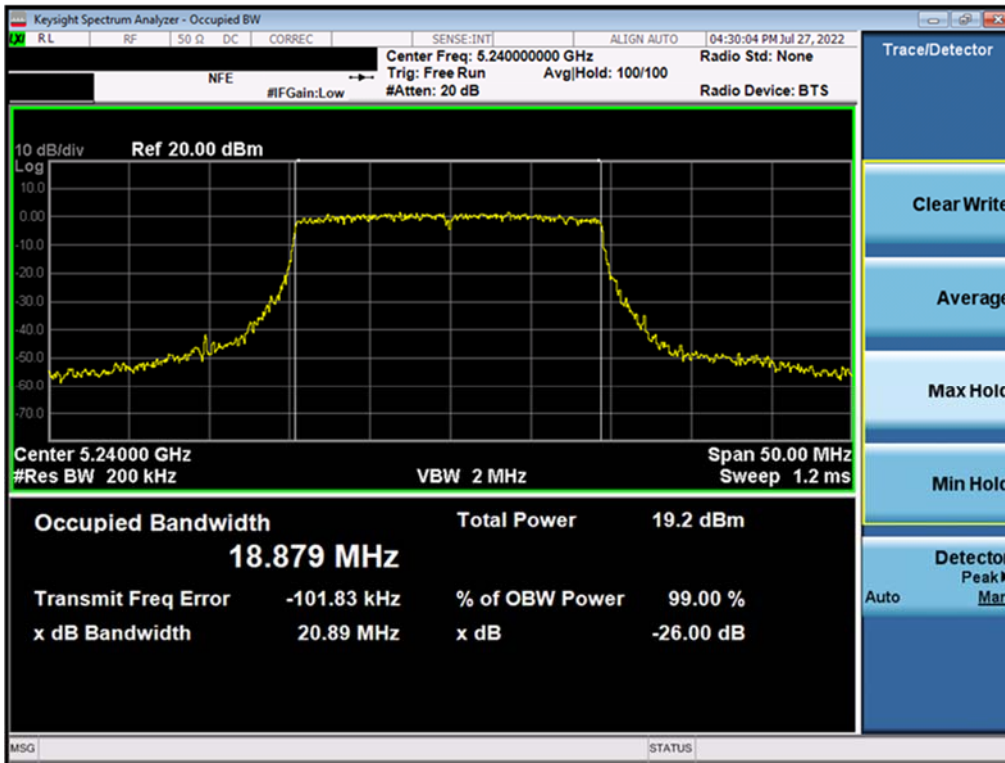 Keysight Spectrum Analyzer - Occupied BW
LXI RL RF 50 Ω DC CORREC SENSE:INT ALIGN AUTO 04:30:04 PM Jul 27, 2022
Center Freq: 5.240000000 GHz Radio Std: None
NFE Trig: Free Run Avg|Hold: 100/100
#IFGain:Low #Atten: 20 dB Radio Device: BTS
Trace/Detector
10 dB/div Ref 20.00 dBm
Log
10.0
0.00
-10.0
-20.0
-30.0
-40.0
-50.0
-60.0
-70.0
Center 5.24000 GHz Span 50.00 MHz
#Res BW 200 kHz VBW 2 MHz Sweep 1.2 ms
Occupied Bandwidth Total Power 19.2 dBm
18.879 MHz
Transmit Freq Error -101.83 kHz % of OBW Power 99.00 %
x dB Bandwidth 20.89 MHz x dB -26.00 dB
Clear Write
Average
Max Hold
Min Hold
Detector
Peak
Auto Man
MSG STATUS